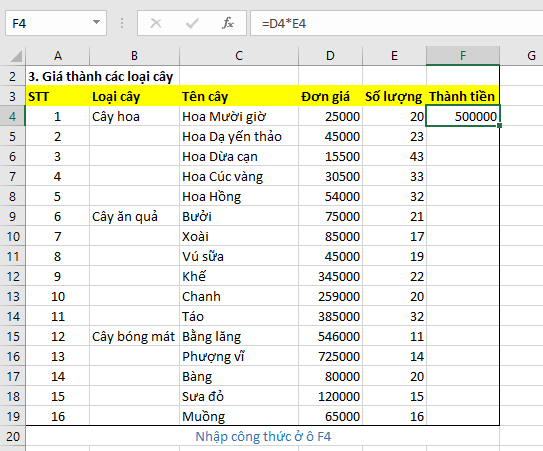 F4 fx =D4*E4
A B C D E F G
2 3. Giá thành các loại cây
3 STT Loại cây Tên cây Đơn giá Số lượng Thành tiền
4 1 Cây hoa Hoa Mười giờ 25000 20 500000
5 2 Hoa Dạ yến thảo 45000 23
6 3 Hoa Dừa cạn 15500 43
7 4 Hoa Cúc vàng 30500 33
8 5 Hoa Hồng 54000 32
9 6 Cây ăn quả Bưởi 75000 21
10 7 Xoài 85000 17
11 8 Vú sữa 45000 19
12 9 Khế 345000 22
13 10 Chanh 259000 20
14 11 Táo 385000 32
15 12 Cây bóng mát Bằng lăng 546000 11
16 13 Phượng vĩ 725000 14
17 14 Bàng 80000 20
18 15 Sưa đỏ 120000 15
19 16 Muồng 65000 16
20 Nhập công thức ở ô F4